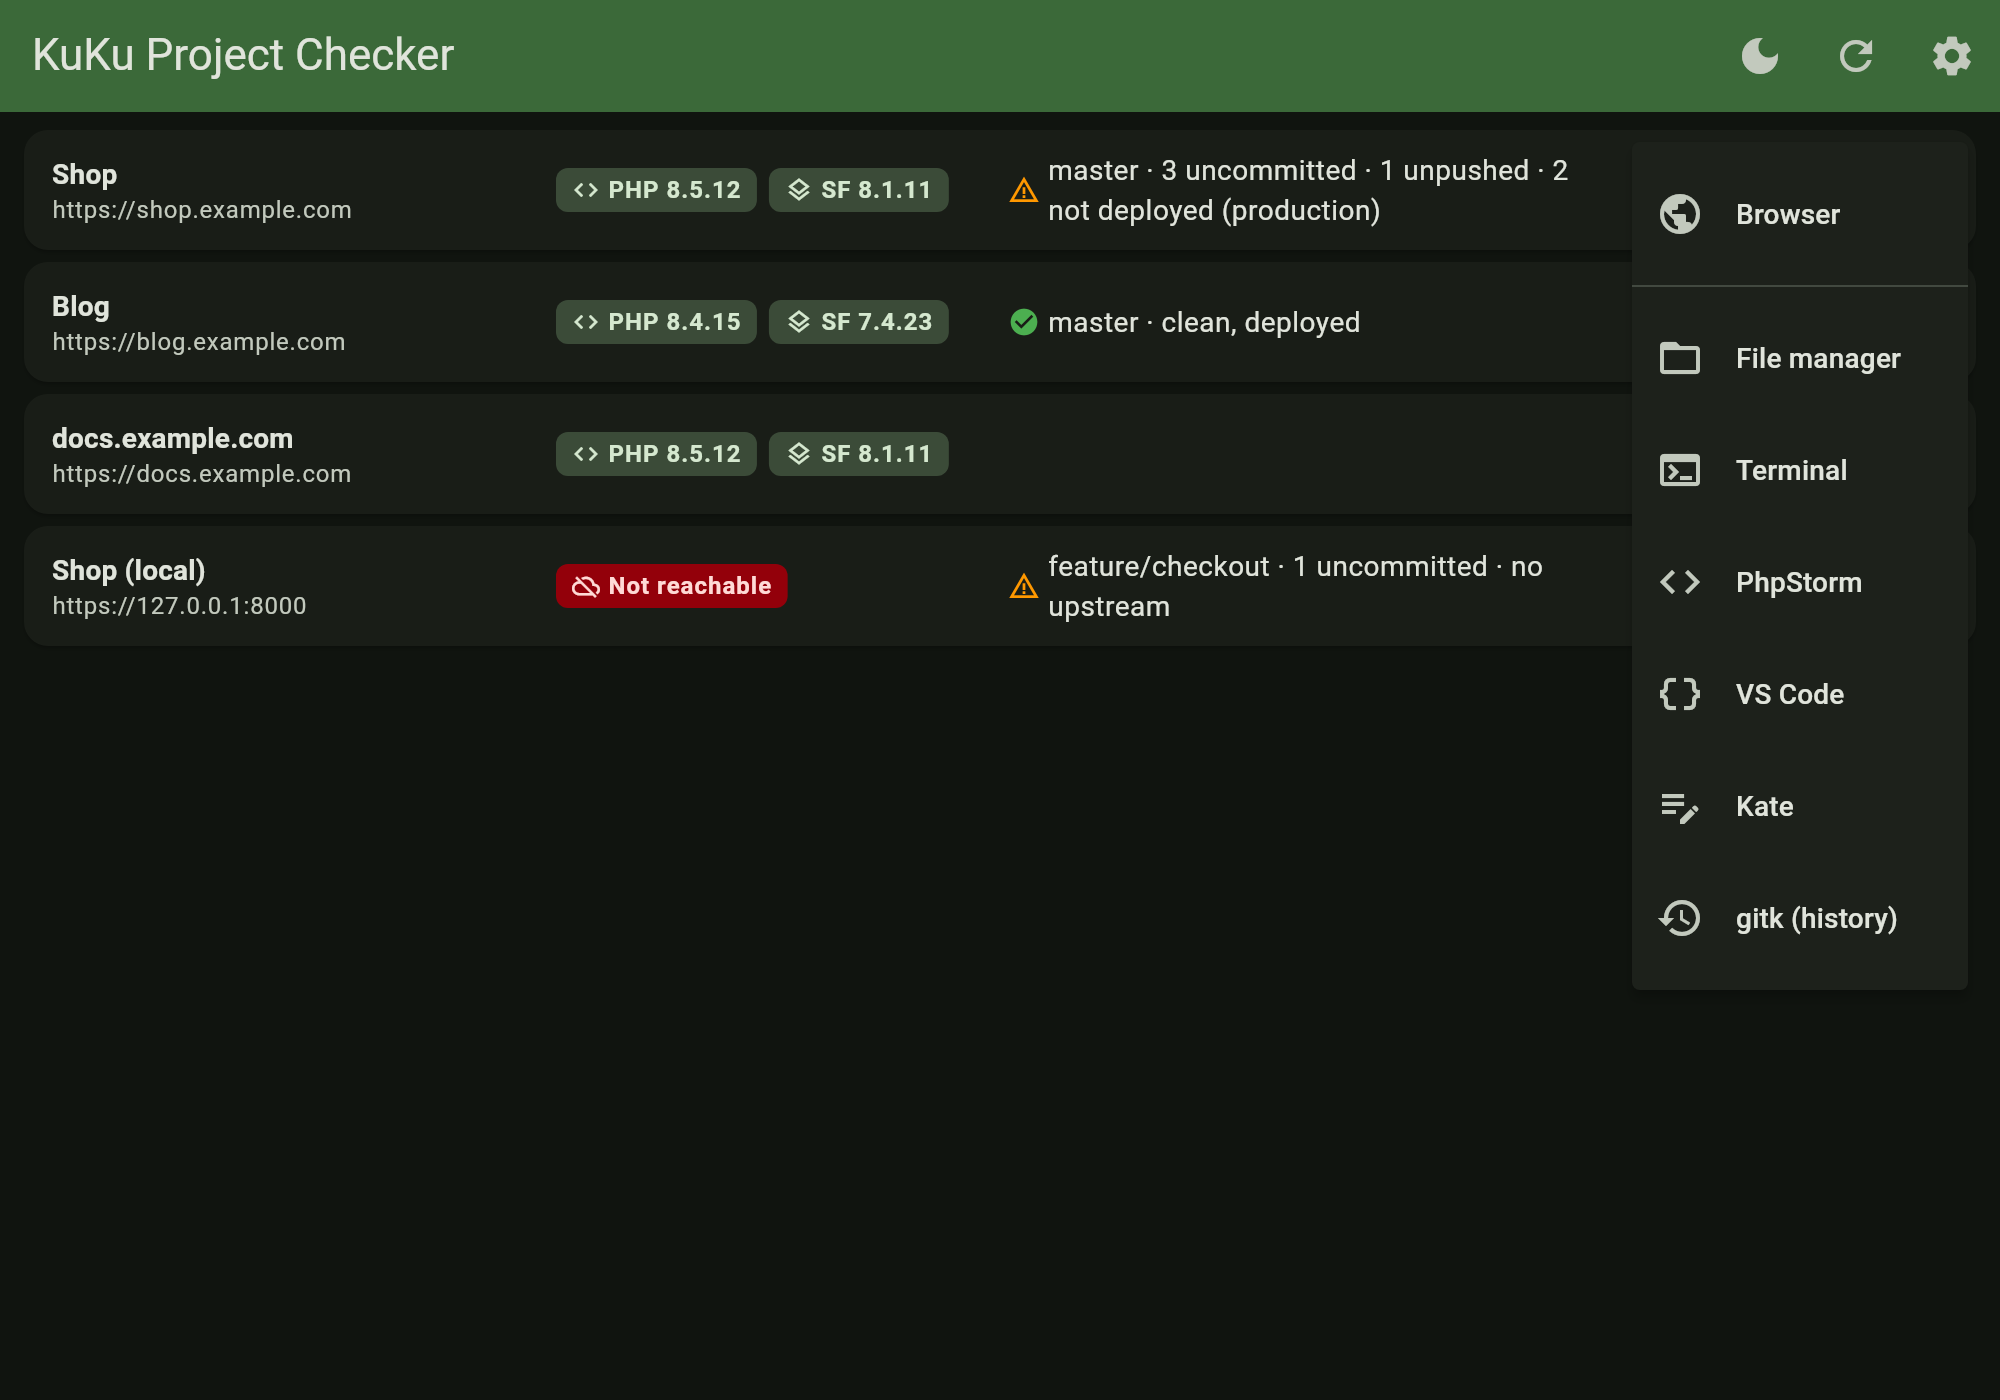 KuKu Project Checker
Shop
https://shop.example.com
PHP 8.5.12
SF 8.1.11
master · 3 uncommitted · 1 unpushed · 2
not deployed (production)
Blog
https://blog.example.com
PHP 8.4.15
SF 7.4.23
master · clean, deployed
docs.example.com
https://docs.example.com
PHP 8.5.12
SF 8.1.11
Shop (local)
https://127.0.0.1:8000
Not reachable
feature/checkout · 1 uncommitted · no
upstream
Browser
File manager
Terminal
PhpStorm
VS Code
Kate
gitk (history)